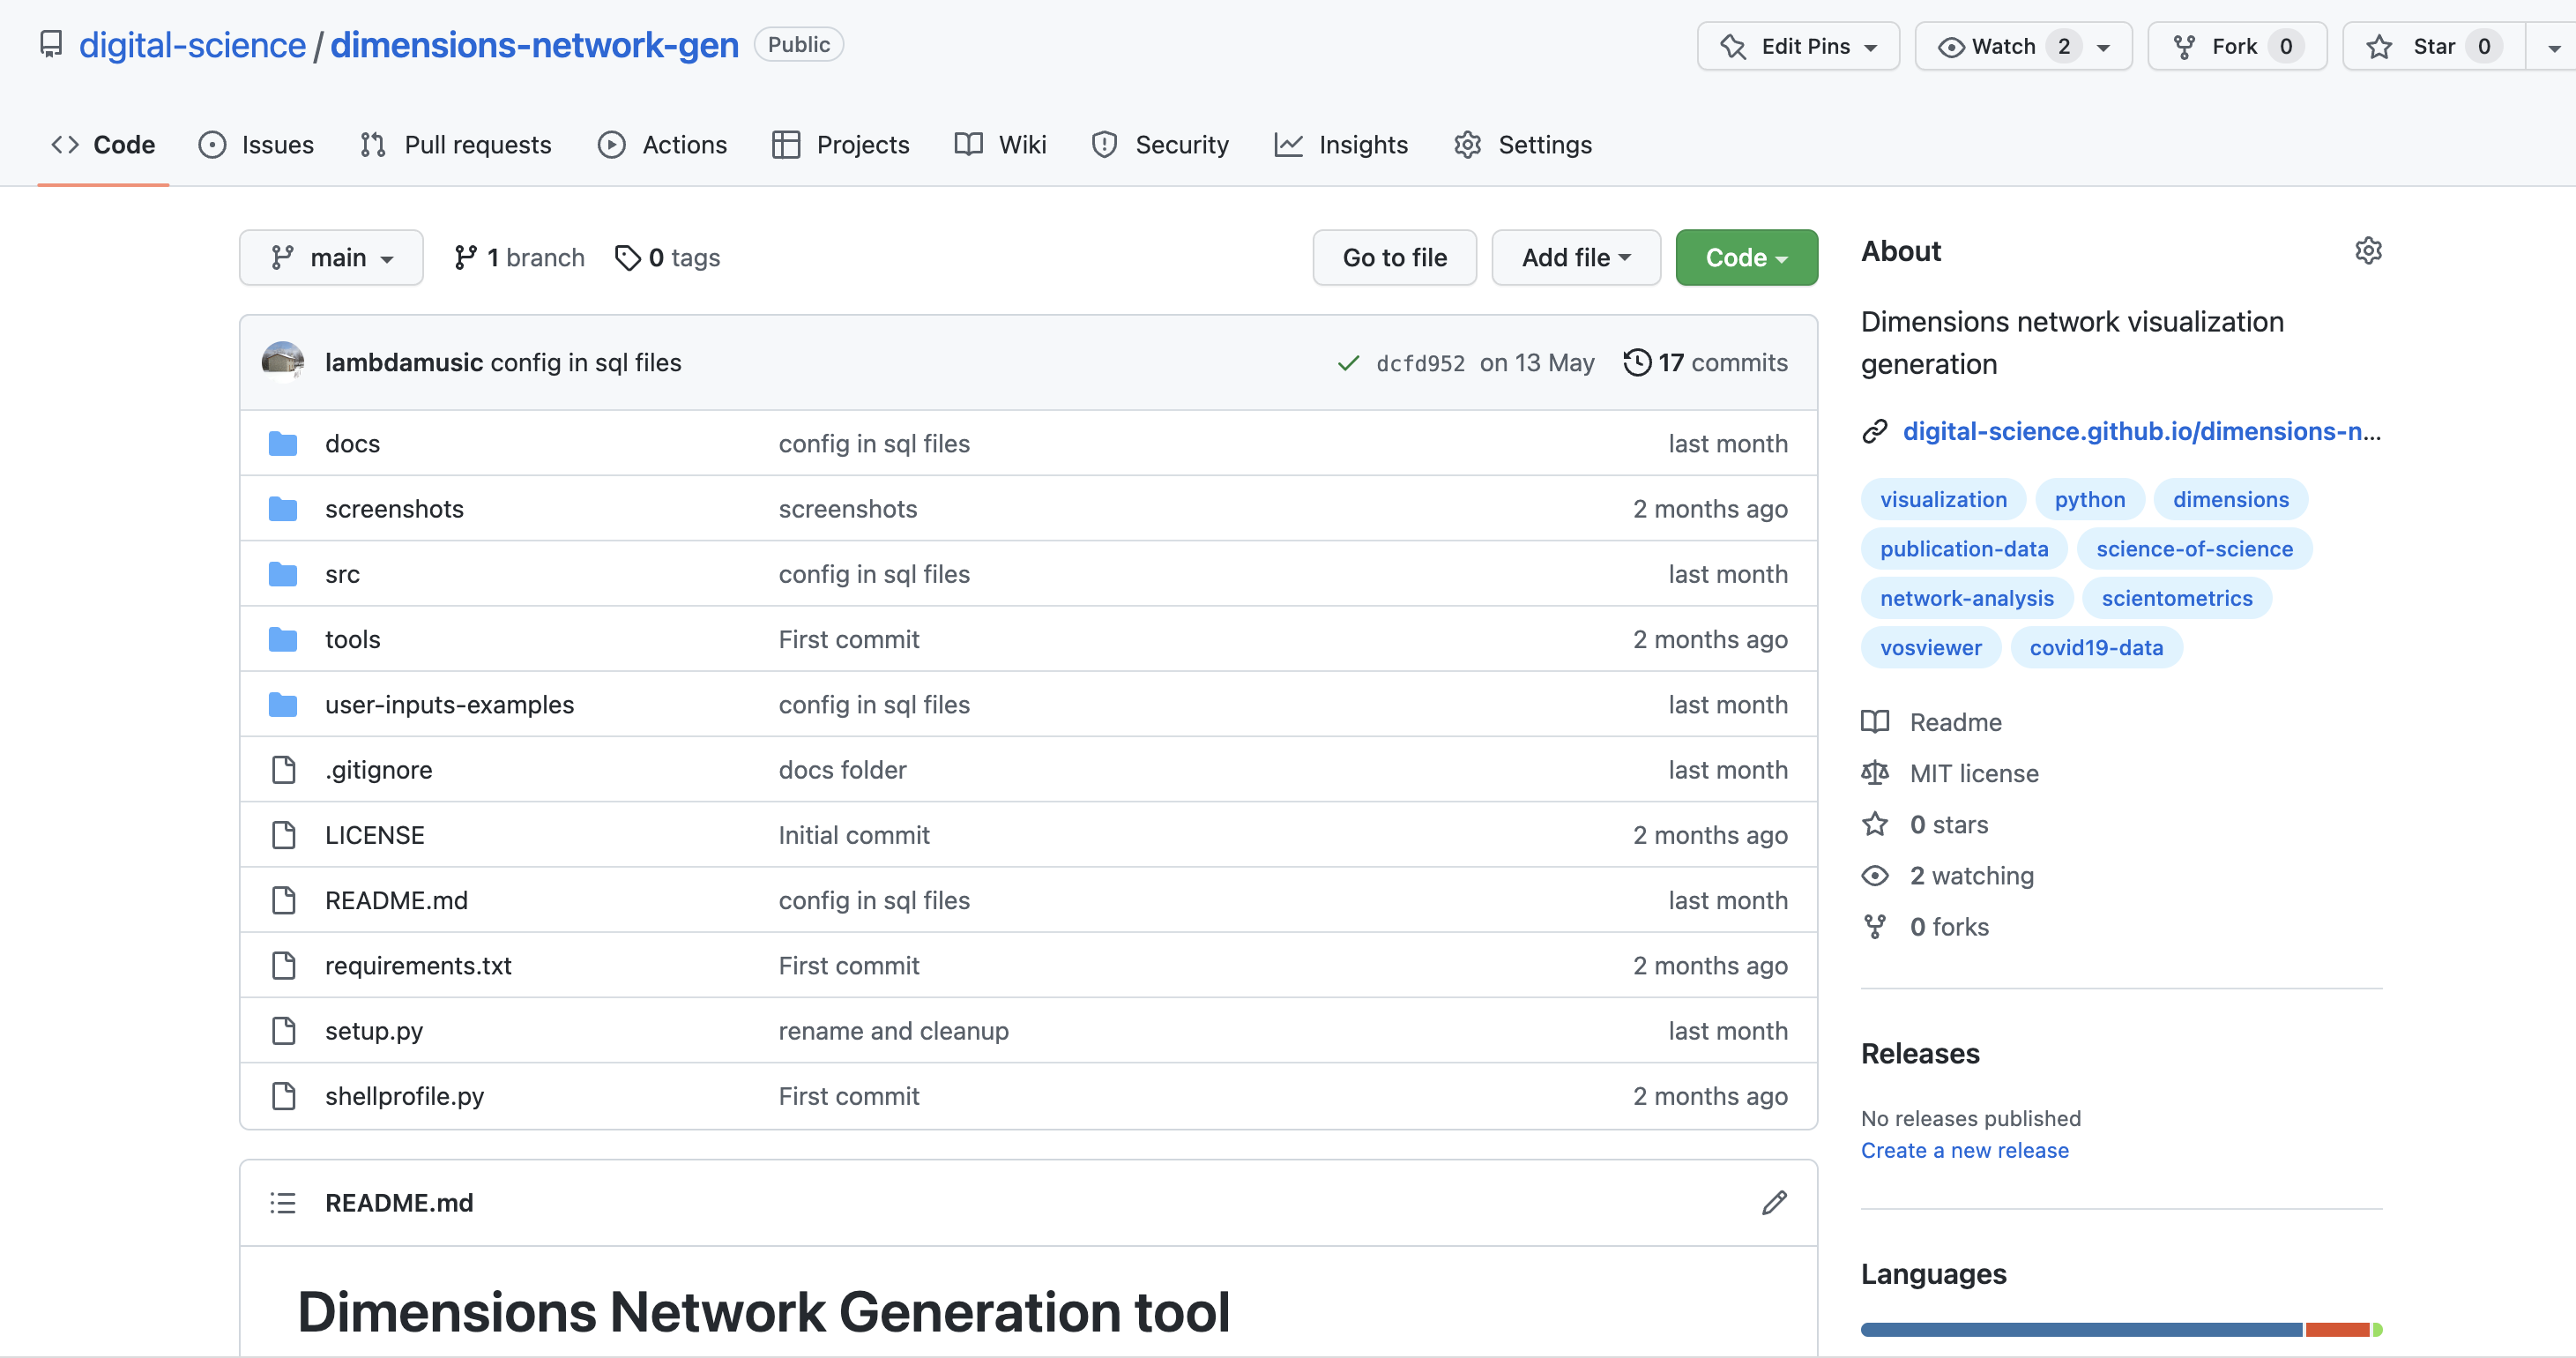 digital-science / dimensions-network-gen Public
Edit Pins Watch 2 Fork 0 Star 0
Code Issues Pull requests Actions Projects Wiki Security Insights Settings
main 1 branch 0 tags
Go to file Add file Code
lambdamusic config in sql files dcfd952 on 13 May 17 commits
docs config in sql files last month
screenshots screenshots 2 months ago
src config in sql files last month
tools First commit 2 months ago
user-inputs-examples config in sql files last month
.gitignore docs folder last month
LICENSE Initial commit 2 months ago
README.md config in sql files last month
requirements.txt First commit 2 months ago
setup.py rename and cleanup last month
shellprofile.py First commit 2 months ago
README.md
Dimensions Network Generation tool
About
Dimensions network visualization
generation
digital-science.github.io/dimensions-n...
visualization python dimensions
publication-data science-of-science
network-analysis scientometrics
vosviewer covid19-data
Readme
MIT license
0 stars
2 watching
0 forks
Releases
No releases published
Create a new release
Languages